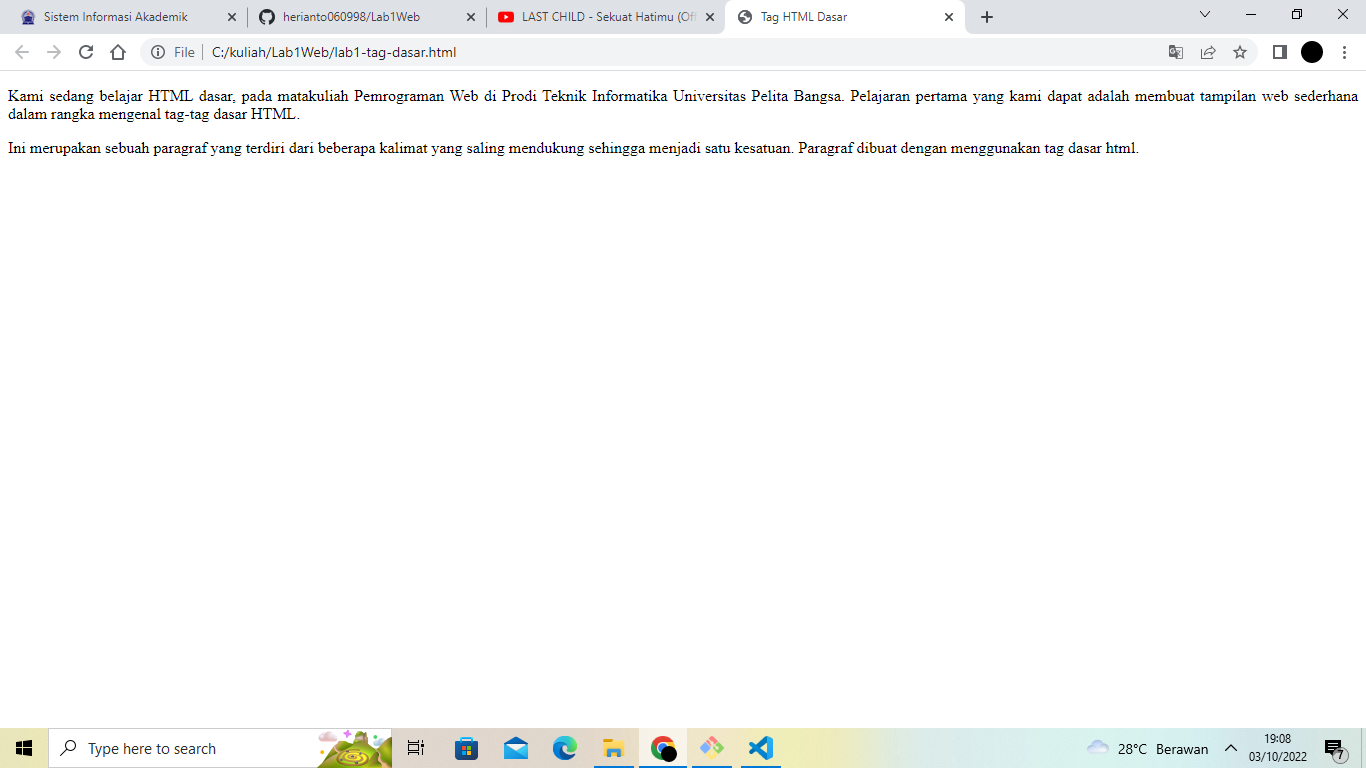 Sistem Informasi Akademik
herianto060998/Lab1Web
LAST CHILD - Sekuat Hatimu (Off
Tag HTML Dasar
File
C:/kuliah/Lab1Web/lab1-tag-dasar.html
Kami sedang belajar HTML dasar, pada matakuliah Pemrograman Web di Prodi Teknik Informatika Universitas Pelita Bangsa. Pelajaran pertama yang kami dapat adalah membuat tampilan web sederhana
dalam rangka mengenal tag-tag dasar HTML.
Ini merupakan sebuah paragraf yang terdiri dari beberapa kalimat yang saling mendukung sehingga menjadi satu kesatuan. Paragraf dibuat dengan menggunakan tag dasar html.
Type here to search
28°C Berawan
19:08
03/10/2022
7